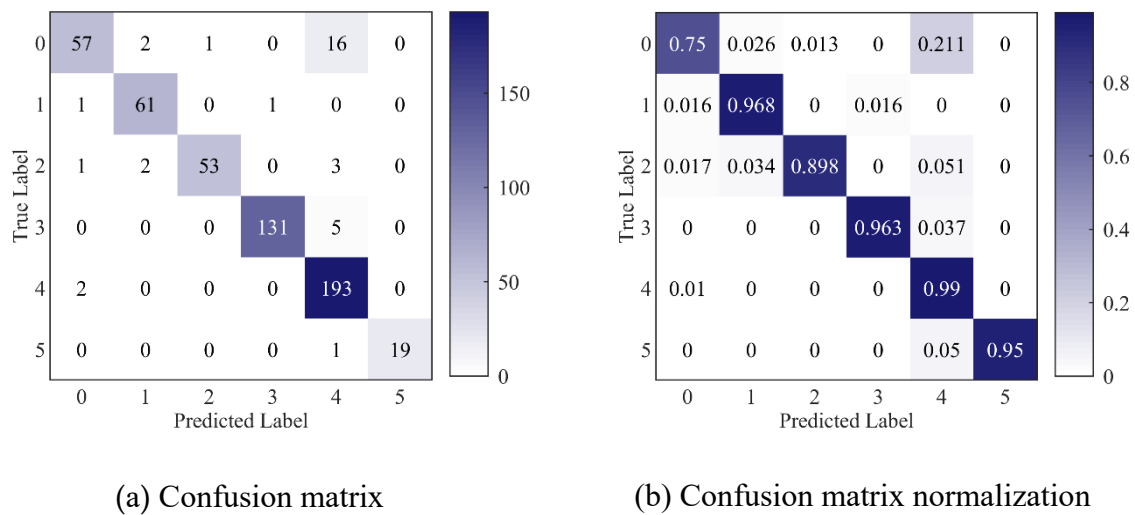 0 57 2 1 0 16 0
1 1 61 0 1 0 0
2 1 2 53 0 3 0
3 0 0 0 131 5 0
4 2 0 0 0 193 0
5 0 0 0 0 1 19
0 1 2 3 4 5
Predicted Label
True Label
150
100
50
0
(a) Confusion matrix
0 0.75 0.026 0.013 0 0.211 0
1 0.016 0.968 0 0.016 0 0
2 0.017 0.034 0.898 0 0.051 0
3 0 0 0 0.963 0.037 0
4 0.01 0 0 0 0.99 0
5 0 0 0 0 0.05 0.95
0 1 2 3 4 5
Predicted Label
True Label
0.8
0.6
0.4
0.2
0
(b) Confusion matrix normalization